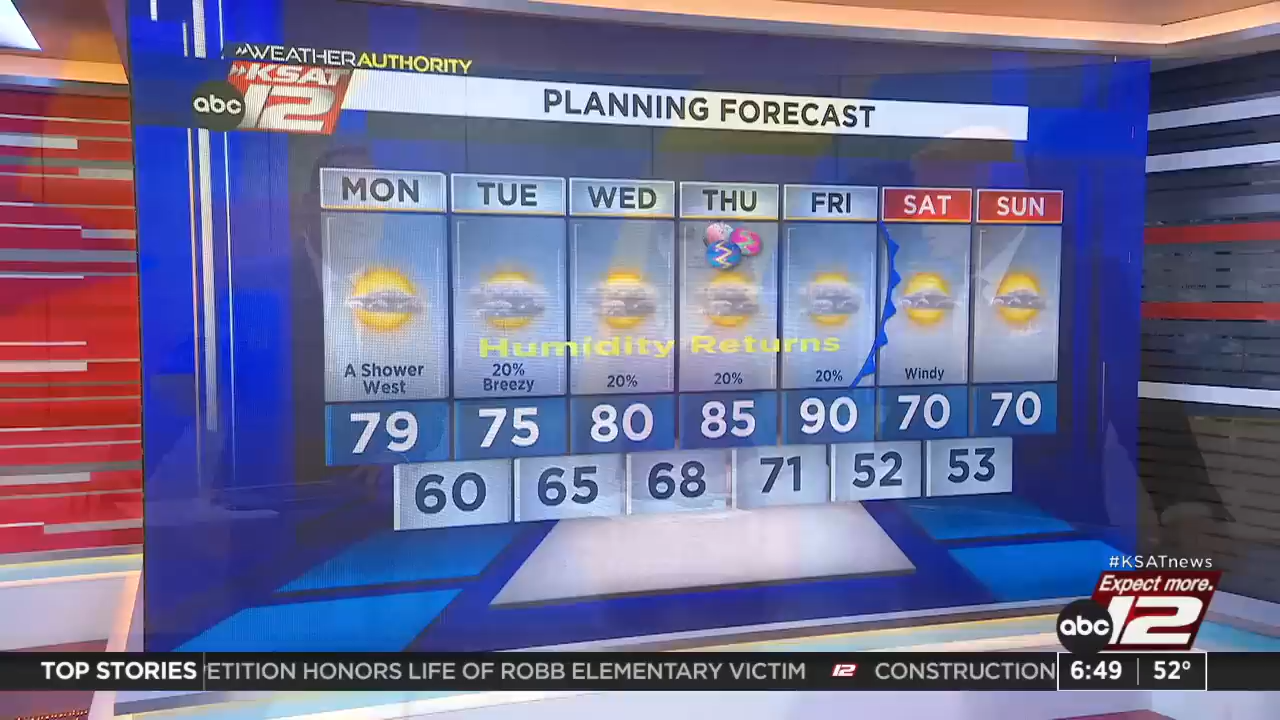 WEATHERAUTHORITY
KSAT
abc 12
PLANNING FORECAST
MON TUE WED THU FRI SAT SUN
Humidity Returns
A Shower West
20% Breezy
20%
20%
20%
Windy
79 75 80 85 90 70 70
60 65 68 71 52 53
#KSATnews
Expect more.
abc 12
TOP STORIES ETITION HONORS LIFE OF ROBB ELEMENTARY VICTIM 12 CONSTRUCTION 6:49 52°